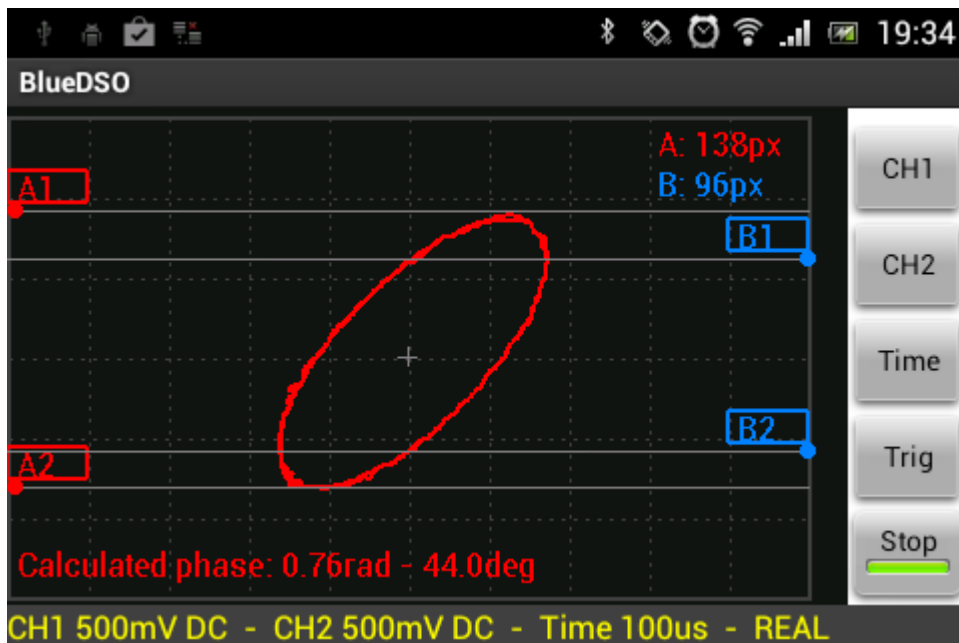 19:34
BlueDSO
A: 138px
B: 96px
A1
B1
B2
A2
Calculated phase: 0.76rad - 44.0deg
CH1
CH2
Time
Trig
Stop
CH1 500mV DC - CH2 500mV DC - Time 100us - REAL